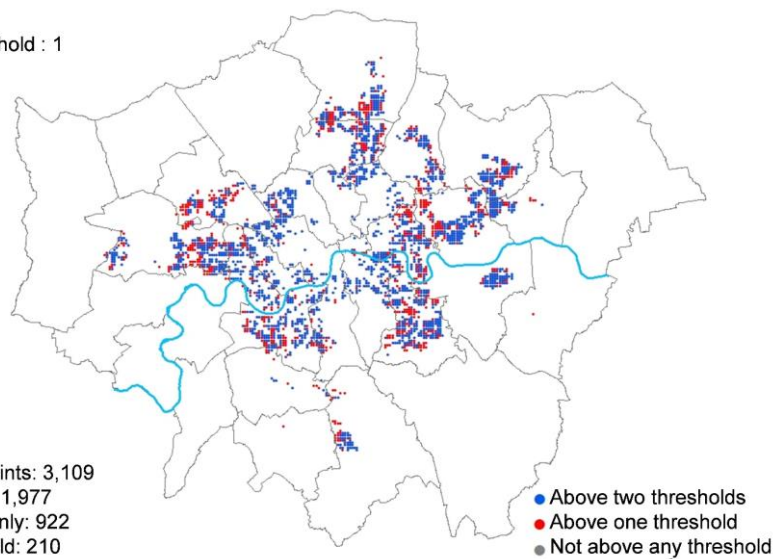 hold : 1
ints: 3,109
1,977
nly: 922
ld: 210
Above two thresholds
Above one threshold
Not above any threshold